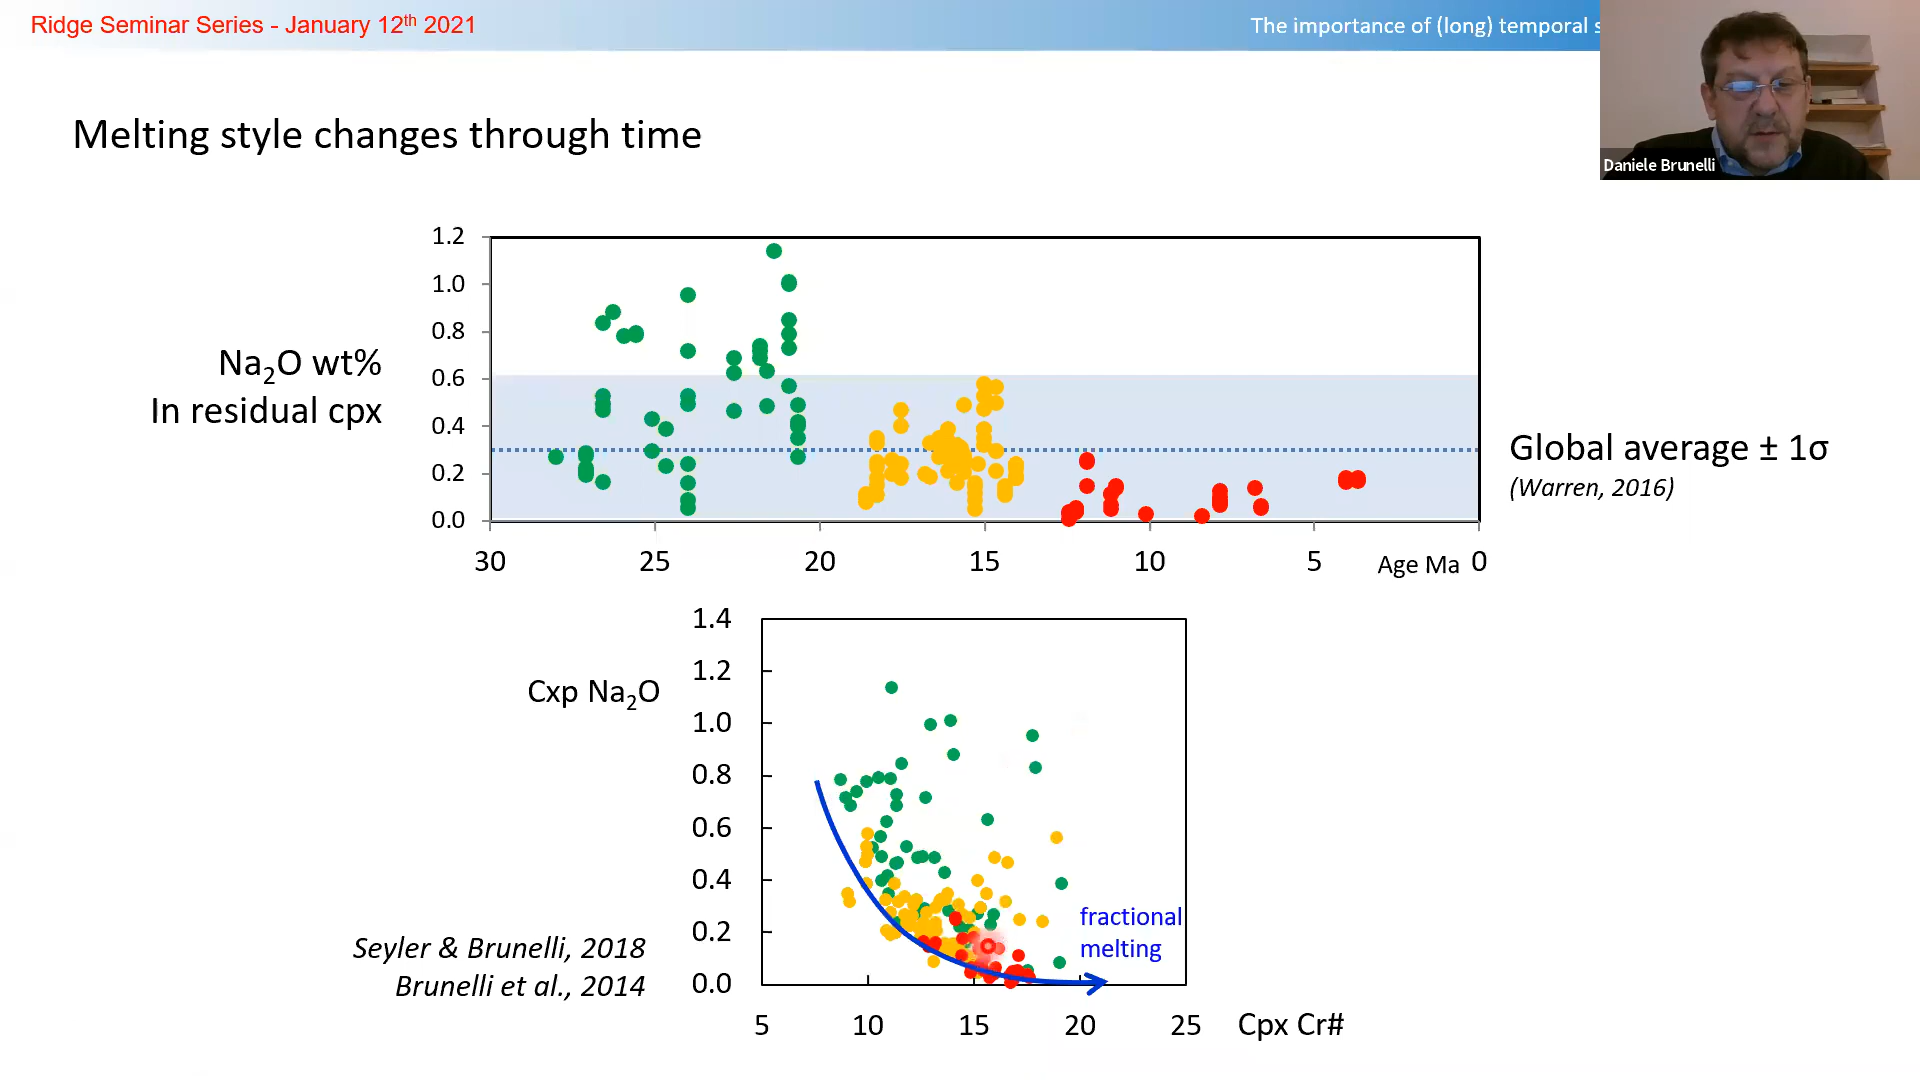 Ridge Seminar Series - January 12th 2021
The importance of (long) temporal s
Daniele Brunelli
Melting style changes through time
1.2
1.0
0.8
0.6
0.4
0.2
0.0
Na2O wt%
In residual cpx
Global average ± 1σ
(Warren, 2016)
30 25 20 15 10 5 Age Ma 0
1.4
1.2
1.0
0.8
0.6
0.4
0.2
0.0
Cxp Na2O
fractional
melting
Seyler & Brunelli, 2018
Brunelli et al., 2014
5 10 15 20 25 Cpx Cr#